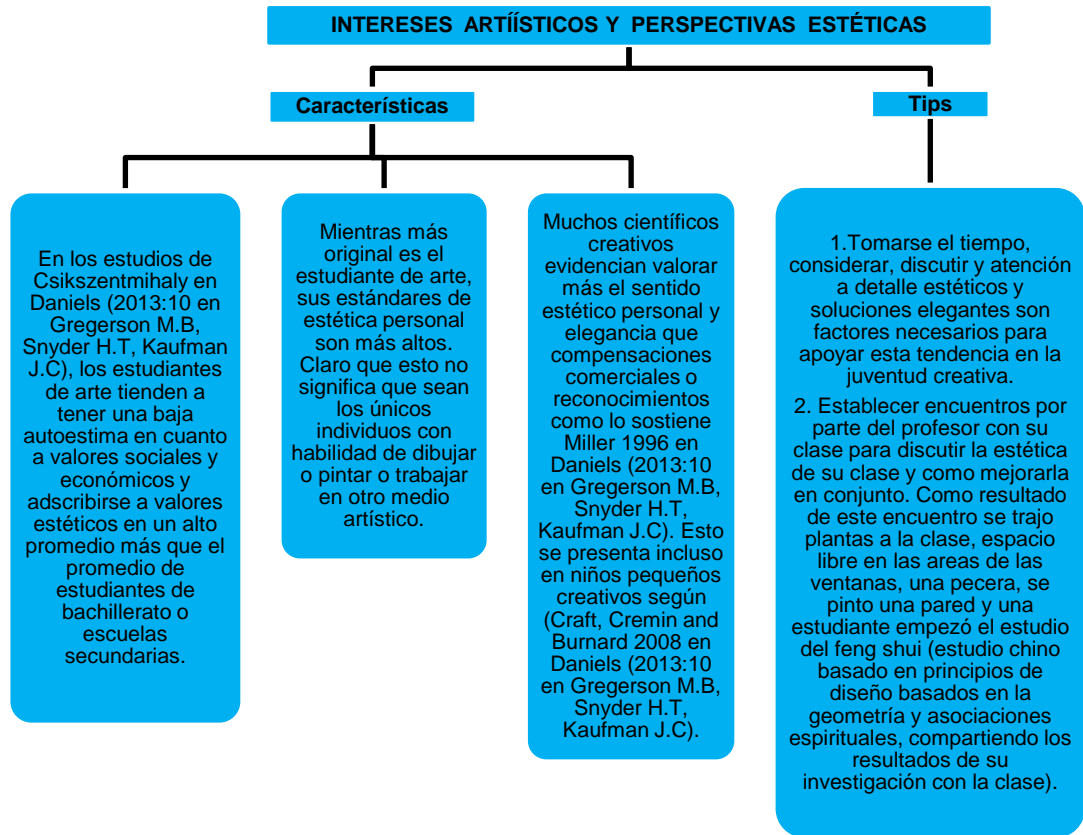 INTERESES ARTÍÍSTICOS Y PERSPECTIVAS ESTÉTICAS
Características
Tips
En los estudios de
Csikszentmihaly en
Daniels (2013:10 en
Gregerson M.B,
Snyder H.T, Kaufman
J.C), los estudiantes
de arte tienden a
tener una baja
autoestima en cuanto
a valores sociales y
económicos y
adscribirse a valores
estéticos en un alto
promedio más que el
promedio de
estudiantes de
bachillerato o
escuelas
secundarias.
Mientras más
original es el
estudiante de arte,
sus estándares de
estética personal
son más altos.
Claro que esto no
significa que sean
los únicos
individuos con
habilidad de dibujar
o pintar o trabajar
en otro medio
artístico.
Muchos científicos
creativos
evidencian valorar
más el sentido
estético personal y
elegancia que
compensaciones
comerciales o
reconocimientos
como lo sostiene
Miller 1996 en
Daniels (2013:10
en Gregerson M.B,
Snyder H.T,
Kaufman J.C). Esto
se presenta incluso
en niños pequeños
creativos según
(Craft, Cremin and
Burnard 2008 en
Daniels (2013:10
en Gregerson M.B,
Snyder H.T,
Kaufman J.C).
1.Tomarse el tiempo,
considerar, discutir y atención
a detalle estéticos y
soluciones elegantes son
factores necesarios para
apoyar esta tendencia en la
juventud creativa.
2. Establecer encuentros por
parte del profesor con su
clase para discutir la estética
de su clase y como mejorarla
en conjunto. Como resultado
de este encuentro se trajo
plantas a la clase, espacio
libre en las areas de las
ventanas, una pecera, se
pinto una pared y una
estudiante empezó el estudio
del feng shui (estudio chino
basado en principios de
diseño basados en la
geometría y asociaciones
espirituales, compartiendo los
resultados de su
investigación con la clase).